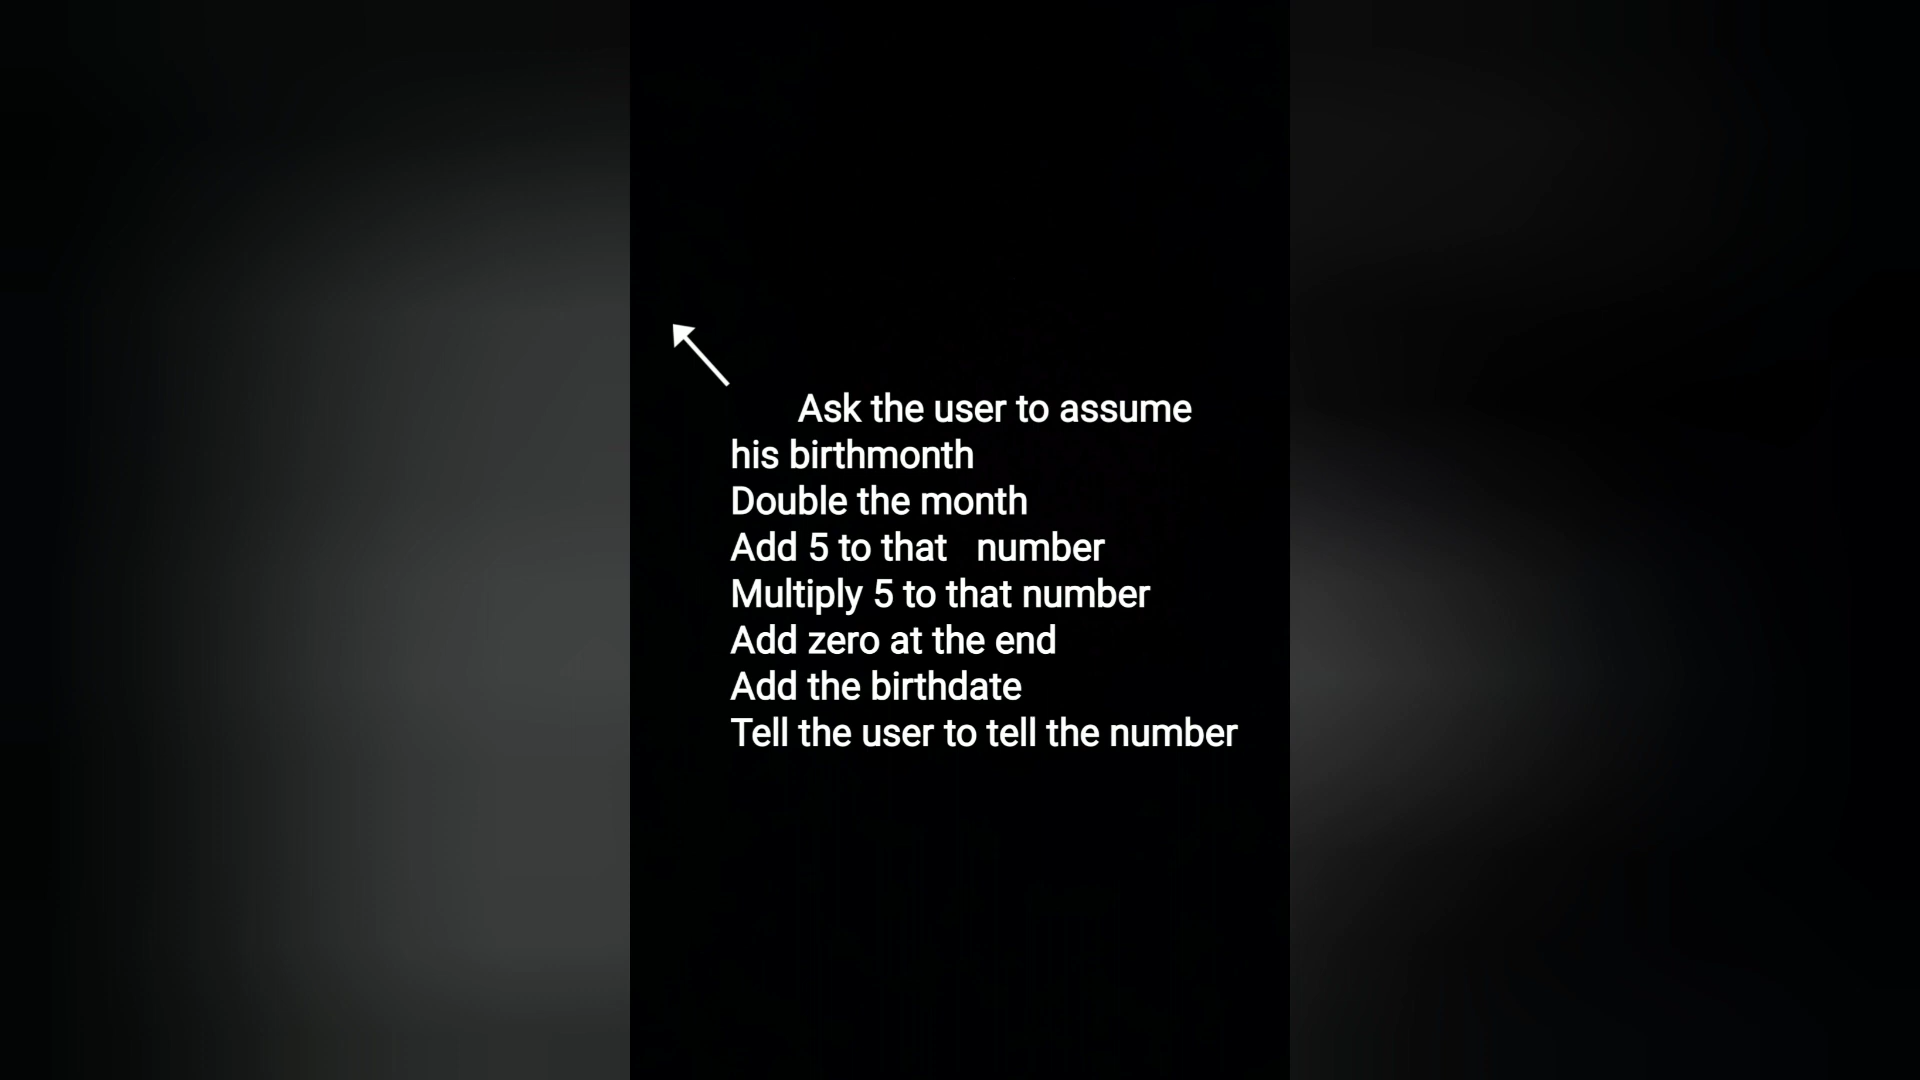 Ask the user to assume
his birthmonth
Double the month
Add 5 to that   number
Multiply 5 to that number
Add zero at the end
Add the birthdate
Tell the user to tell the number